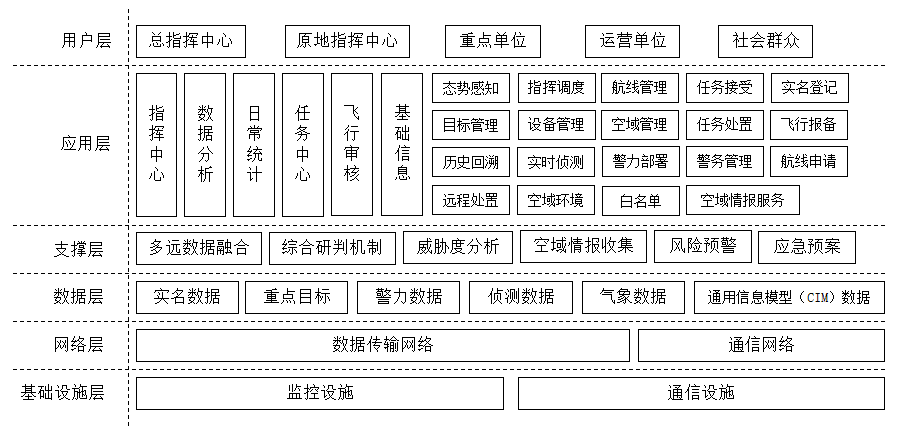 用户层
总指挥中心
原地指挥中心
重点单位
运营单位
社会群众
应用层
指挥中心
数据分析
日常统计
任务中心
飞行审核
基础信息
态势感知
指挥调度
航线管理
任务接受
实名登记
目标管理
设备管理
空域管理
任务处置
飞行报备
历史回溯
实时侦测
警力部署
警务管理
航线申请
远程处置
空域环境
白名单
空域情报服务
支撑层
多远数据融合
综合研判机制
威胁度分析
空域情报收集
风险预警
应急预案
数据层
实名数据
重点目标
警力数据
侦测数据
气象数据
通用信息模型（CIM）数据
网络层
数据传输网络
通信网络
基础设施层
监控设施
通信设施